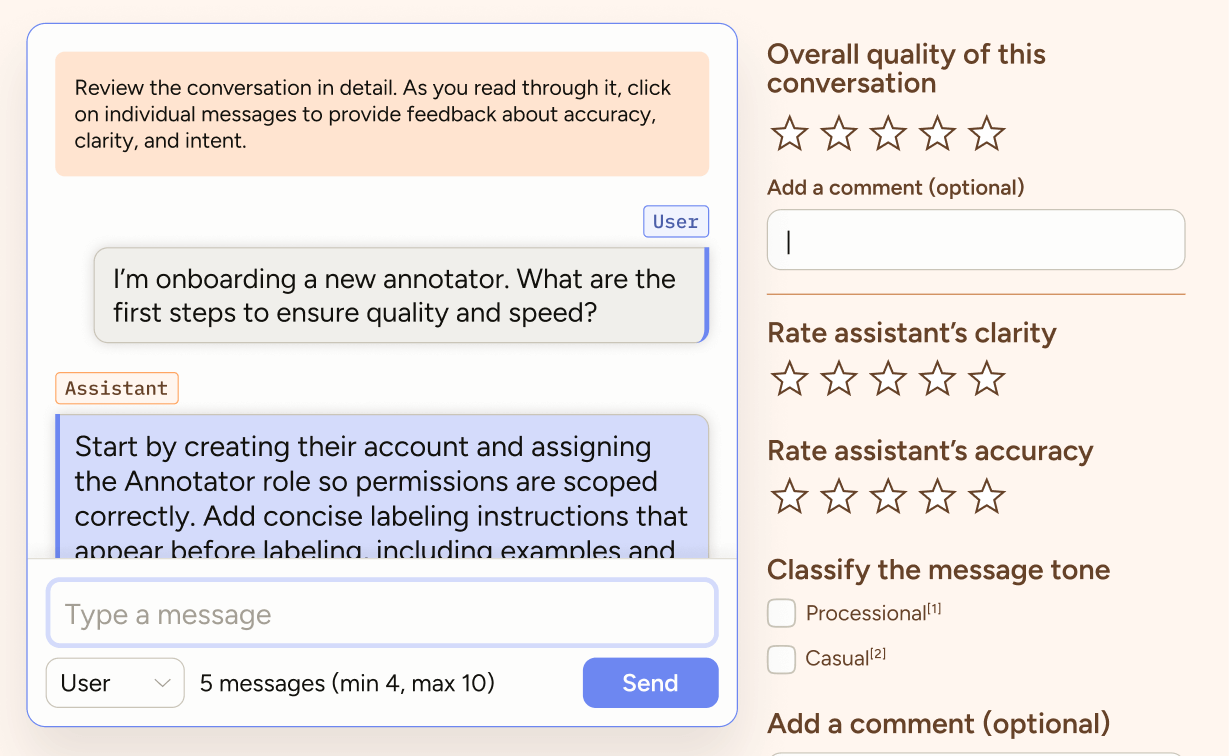 Review the conversation in detail. As you read through it, click
on individual messages to provide feedback about accuracy,
clarity, and intent.
User
I’m onboarding a new annotator. What are the
first steps to ensure quality and speed?
Assistant
Start by creating their account and assigning
the Annotator role so permissions are scoped
correctly. Add concise labeling instructions that
appear before labeling, including examples and
Type a message
User
5 messages (min 4, max 10)
Send
Overall quality of this
conversation
Add a comment (optional)
Rate assistant’s clarity
Rate assistant’s accuracy
Classify the message tone
Processional[1]
Casual[2]
Add a comment (optional)